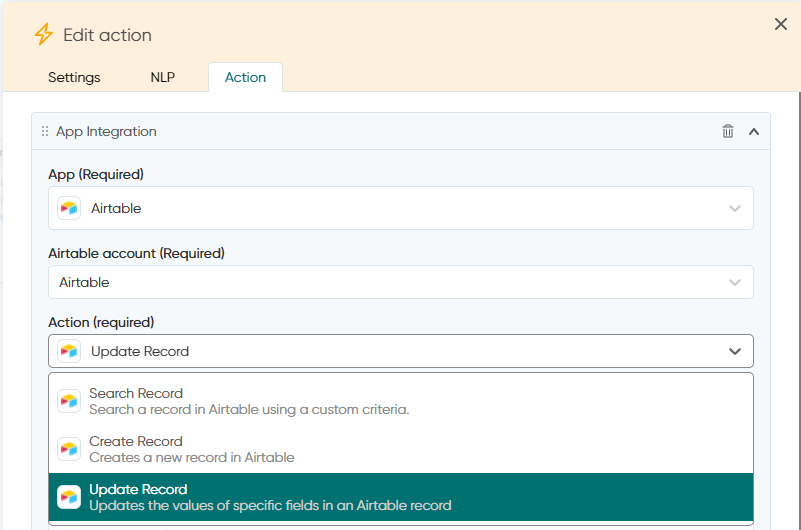 Edit action
Settings NLP Action
App Integration
App (Required)
Airtable
Airtable account (Required)
Airtable
Action (required)
Update Record
Search Record
Search a record in Airtable using a custom criteria.
Create Record
Creates a new record in Airtable
Update Record
Updates the values of specific fields in an Airtable record